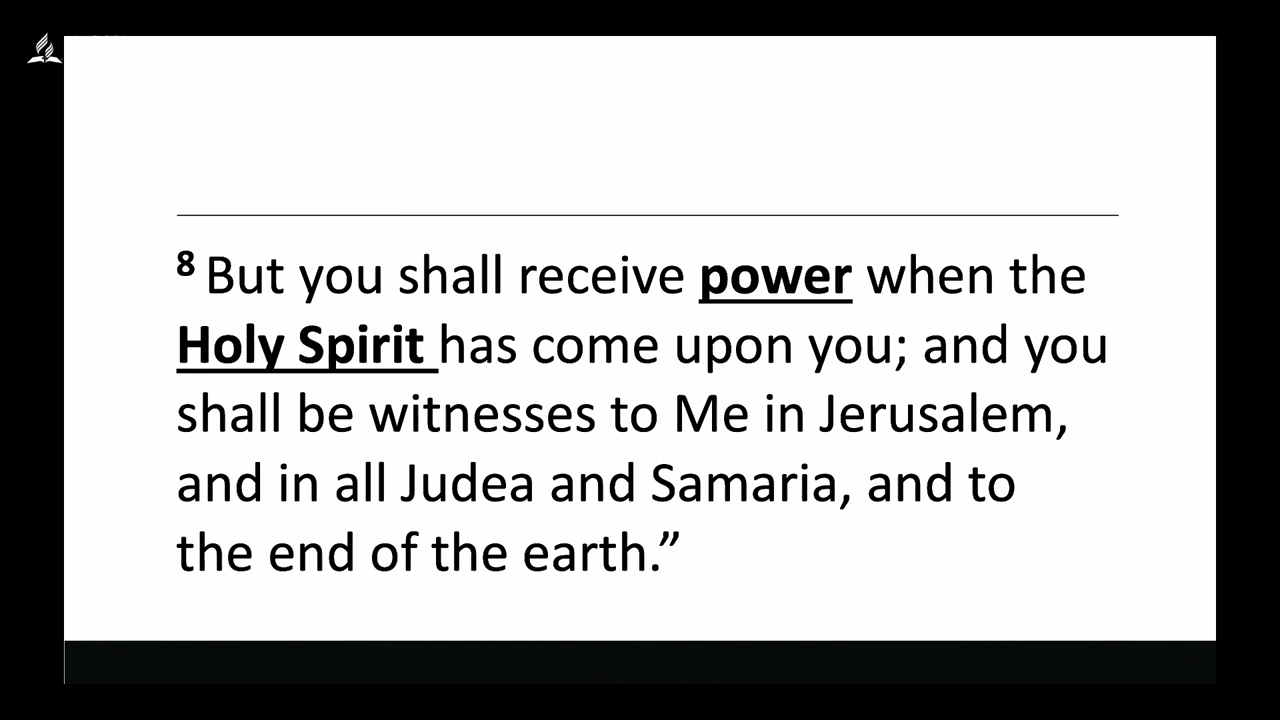 8 But you shall receive power when the
Holy Spirit has come upon you; and you
shall be witnesses to Me in Jerusalem,
and in all Judea and Samaria, and to
the end of the earth.”